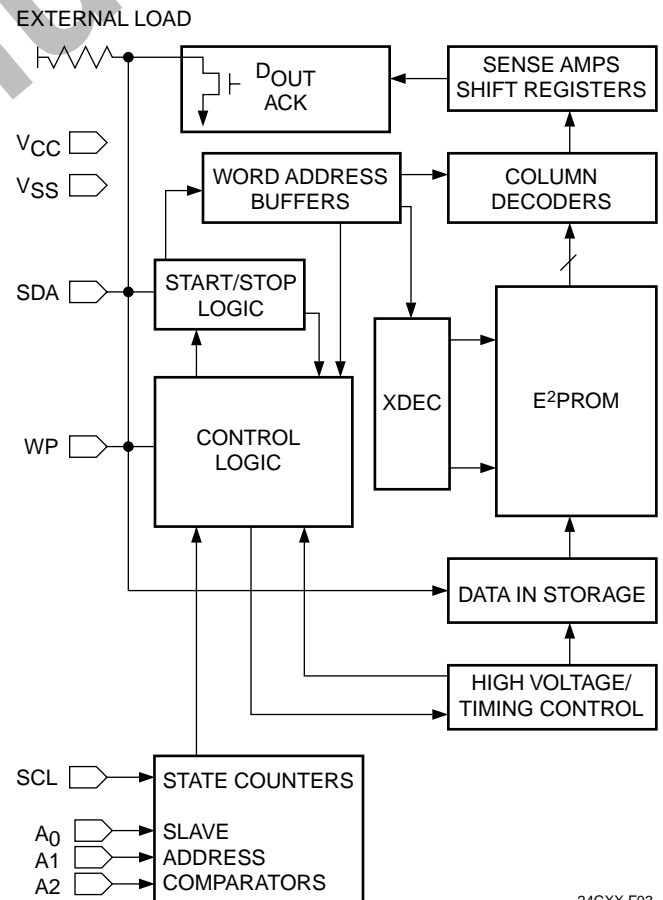 EXTERNAL LOAD
DOUT
ACK
SENSE AMPS
SHIFT REGISTERS
VCC
VSS
WORD ADDRESS
BUFFERS
COLUMN
DECODERS
SDA
START/STOP
LOGIC
XDEC
E2PROM
WP
CONTROL
LOGIC
DATA IN STORAGE
HIGH VOLTAGE/
TIMING CONTROL
SCL
STATE COUNTERS
A0
SLAVE
A1
ADDRESS
A2
COMPARATORS